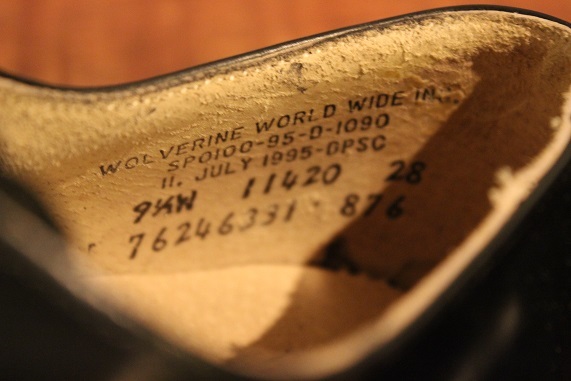 WOLVERINE WORLD WIDE IN
SPO100-95-D-1090
11. JULY 1995-DPSC
9½W 11420 28
76246331 876